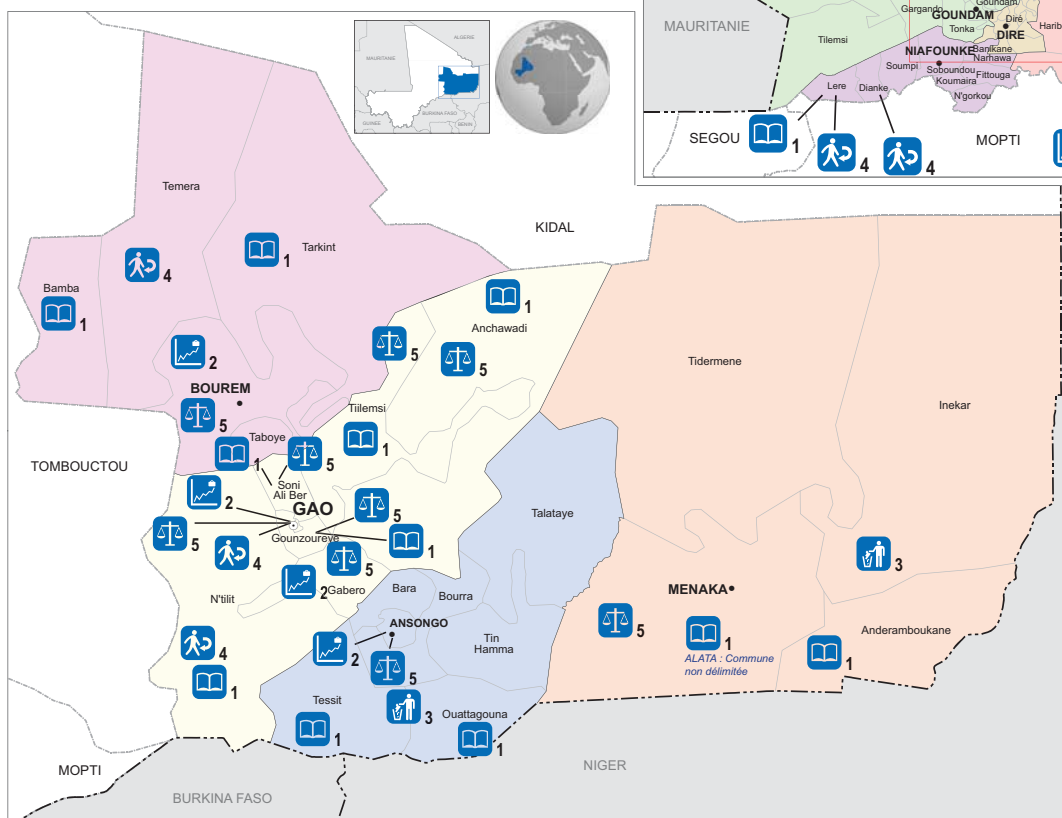 ALGERIE
MAURITANIE
BURKINA FASO
GUINÉE
BENIN
MAURITANIE
Gargando
Goundam/
GOUNDAM
Tonka
Diré
DIRE
Harib
Tilemsi
NIAFOUNKE
Banikane
Narhawa
Soumpi
Soboundou
Koumaira
Fittouga
Lere
Dianke
N'gorkou
SEGOU
1
4
4
MOPTI
Temera
KIDAL
Tarkint
1
4
Bamba
1
1
Anchawadi
5
5
Tidermene
2
BOUREM
5
Inekar
Tiilemsi
1
Taboye
1
5
TOMBOUCTOU
Soni
Ali Ber
2
GAO
5
Talataye
5
Gounzoureye
1
4
5
3
2
Gabero
Bara
Bourra
MENAKA
N'tilit
ANSONGO
5
1
Anderamboukane
4
2
Tin
Hamma
1
ALATA : Commune
non délimitée
5
1
Tessit
3
Ouattagouna
1
1
MOPTI
NIGER
BURKINA FASO